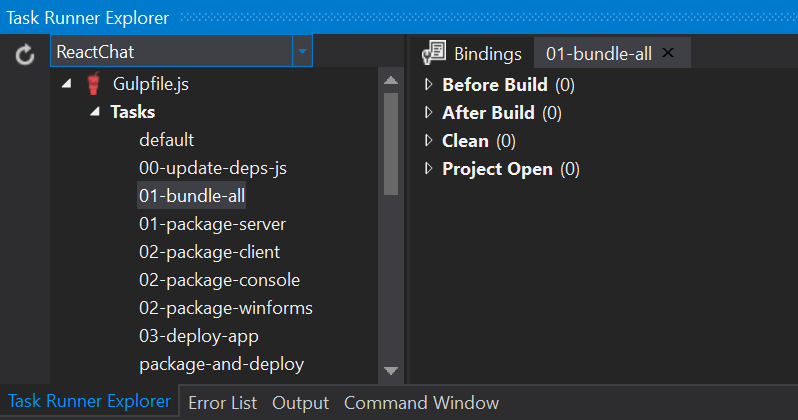 Task Runner Explorer
ReactChat
Gulpfile.js
Tasks
default
00-update-deps-js
01-bundle-all
01-package-server
02-package-client
02-package-console
02-package-winforms
03-deploy-app
package-and-deploy
Bindings 01-bundle-all
Before Build (0)
After Build (0)
Clean (0)
Project Open (0)
Task Runner Explorer Error List Output Command Window